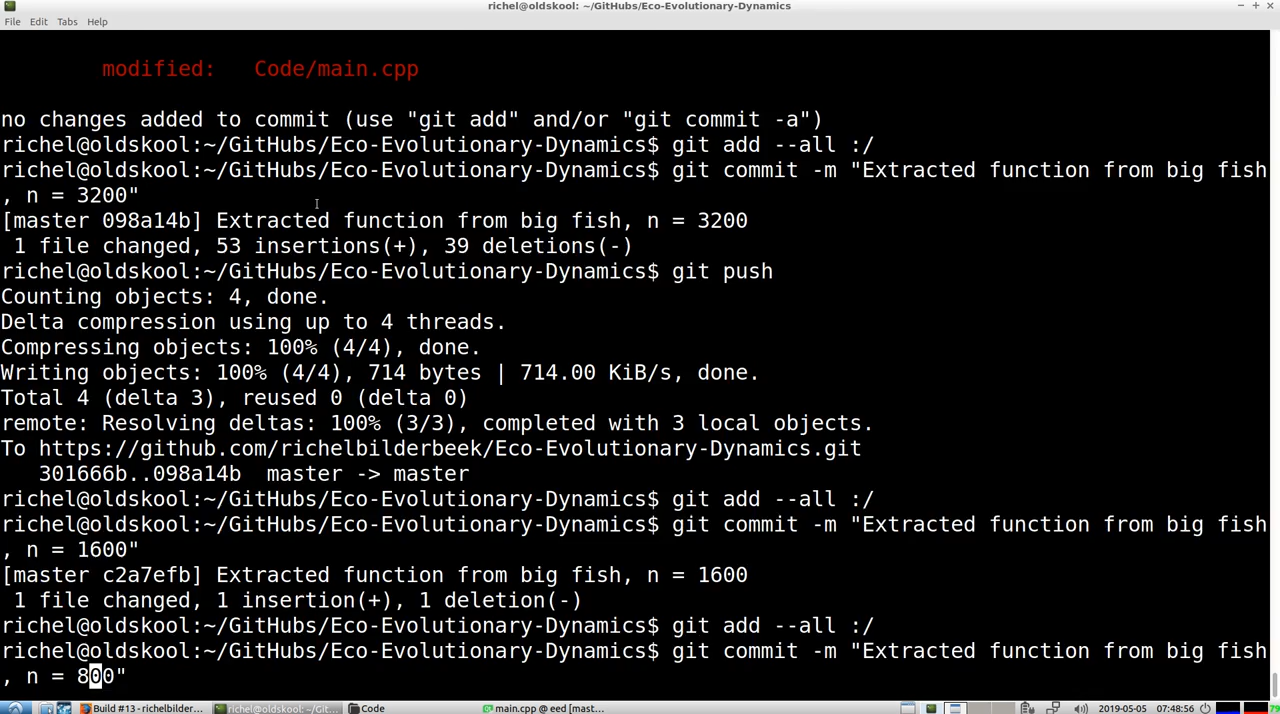 richel@oldskool: ~/GitHubs/Eco-Evolutionary-Dynamics
File Edit Tabs Help
modified:   Code/main.cpp
no changes added to commit (use "git add" and/or "git commit -a")
richel@oldskool:~/GitHubs/Eco-Evolutionary-Dynamics$ git add --all :/
richel@oldskool:~/GitHubs/Eco-Evolutionary-Dynamics$ git commit -m "Extracted function from big fish
, n = 3200"
[master 098a14b] Extracted function from big fish, n = 3200
 1 file changed, 53 insertions(+), 39 deletions(-)
richel@oldskool:~/GitHubs/Eco-Evolutionary-Dynamics$ git push
Counting objects: 4, done.
Delta compression using up to 4 threads.
Compressing objects: 100% (4/4), done.
Writing objects: 100% (4/4), 714 bytes | 714.00 KiB/s, done.
Total 4 (delta 3), reused 0 (delta 0)
remote: Resolving deltas: 100% (3/3), completed with 3 local objects.
To https://github.com/richelbilderbeek/Eco-Evolutionary-Dynamics.git
   301666b..098a14b  master -> master
richel@oldskool:~/GitHubs/Eco-Evolutionary-Dynamics$ git add --all :/
richel@oldskool:~/GitHubs/Eco-Evolutionary-Dynamics$ git commit -m "Extracted function from big fish
, n = 1600"
[master c2a7efb] Extracted function from big fish, n = 1600
 1 file changed, 1 insertion(+), 1 deletion(-)
richel@oldskool:~/GitHubs/Eco-Evolutionary-Dynamics$ git add --all :/
richel@oldskool:~/GitHubs/Eco-Evolutionary-Dynamics$ git commit -m "Extracted function from big fish
, n = 800"
Build #13 - richelbilder... richel@oldskool: ~/Git... Code main.cpp @ eed [mast... 2019-05-05 07:48:56 79